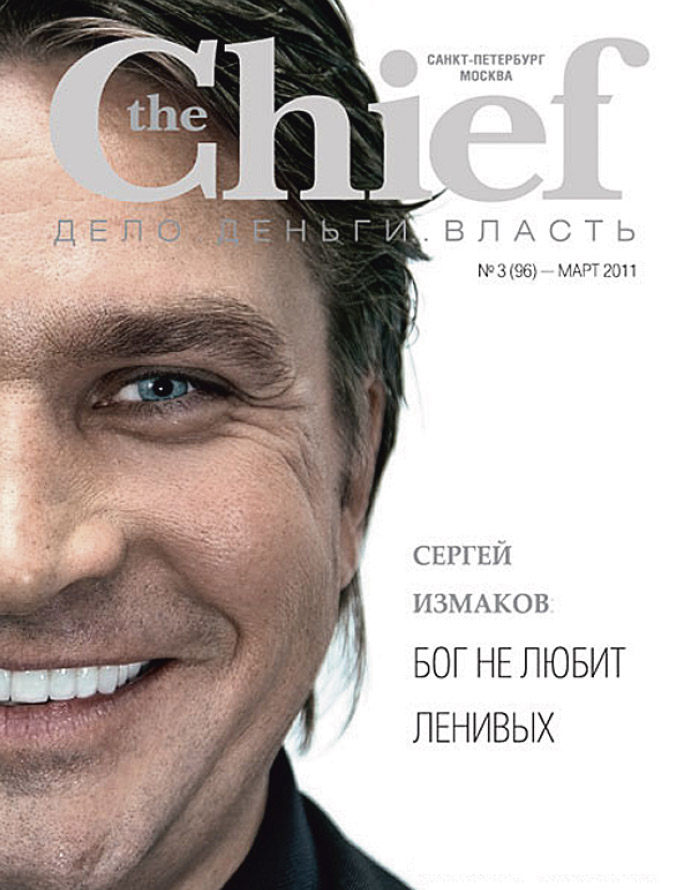 САНКТ-ПЕТЕРБУРГ
МОСКВА
the Chief
ДЕЛО.ДЕНЬГИ.ВЛАСТЬ
№ 3 (96) — МАРТ 2011
СЕРГЕЙ
ИЗМАКОВ:
БОГ НЕ ЛЮБИТ
ЛЕНИВЫХ